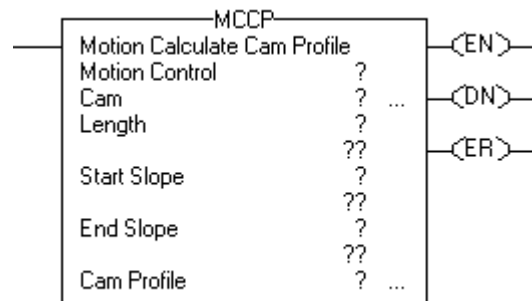 MCCP
Motion Calculate Cam Profile
(EN)
Motion Control ?
Cam ? ...
(DN)
Length ?
??
(ER)
Start Slope ?
??
End Slope ?
??
Cam Profile ? ...